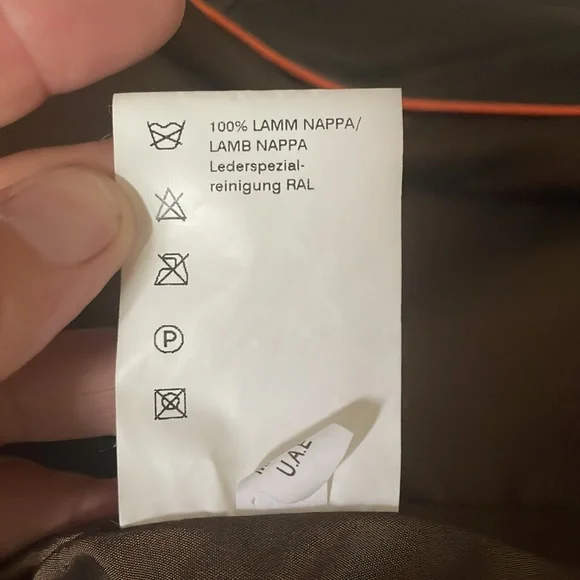 100% LAMM NAPPA/
LAMB NAPPA
Lederspezial-
reinigung RAL
P